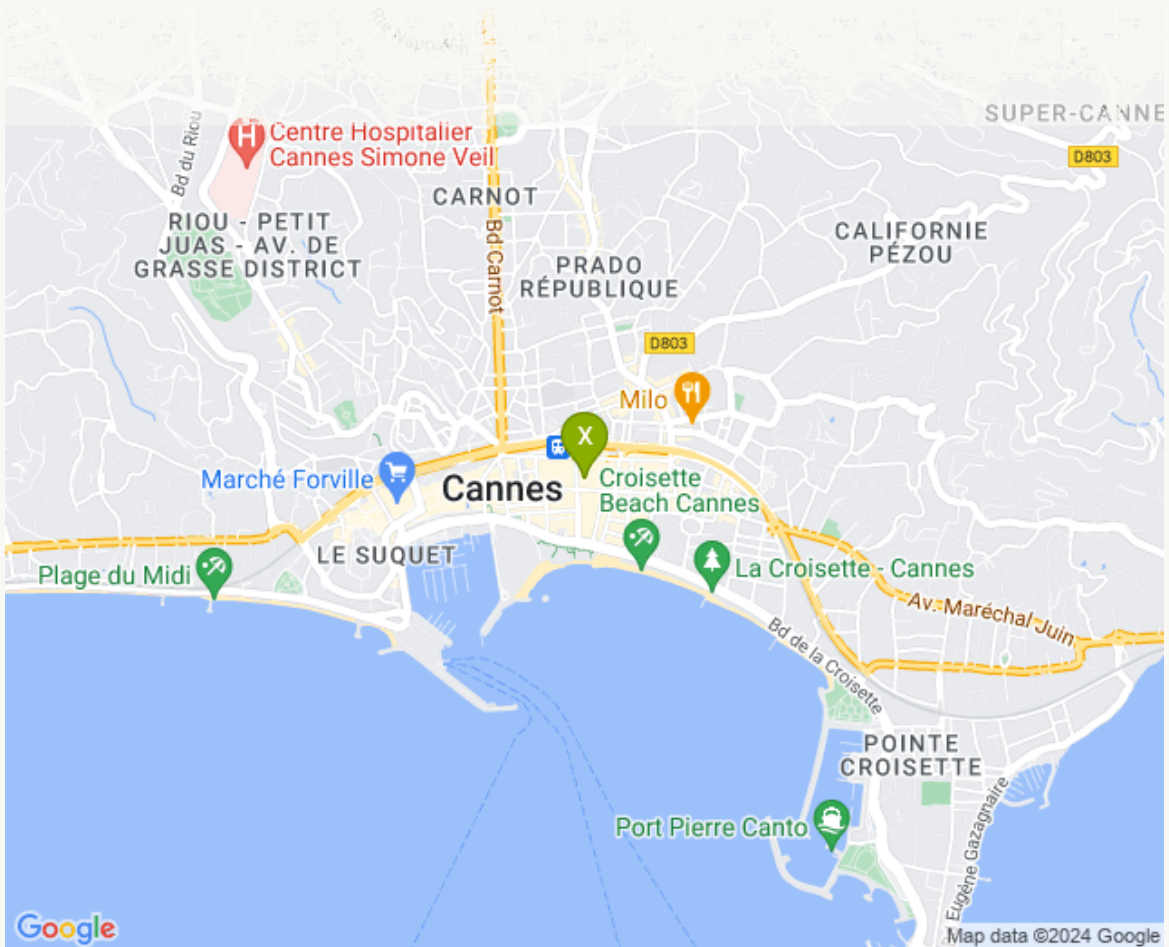 Rte Napoléon
SUPER-CANNE
D803
Centre Hospitalier
Cannes Simone Veil
H
Bd du Riou
CARNOT
RIOU - PETIT
JUAS - AV. DE
GRASSE DISTRICT
Bd Carnot
PRADO
RÉPUBLIQUE
CALIFORNIE
PÉZOU
D803
Milo
X
Marché Forville
Cannes
Croisette
Beach Cannes
LE SUQUET
Plage du Midi
La Croisette - Cannes
Av. Maréchal Juin
Bd de la Croisette
POINTE
CROISETTE
Port Pierre Canto
Eugène Gazagnaire
Google
Map data ©2024 Google